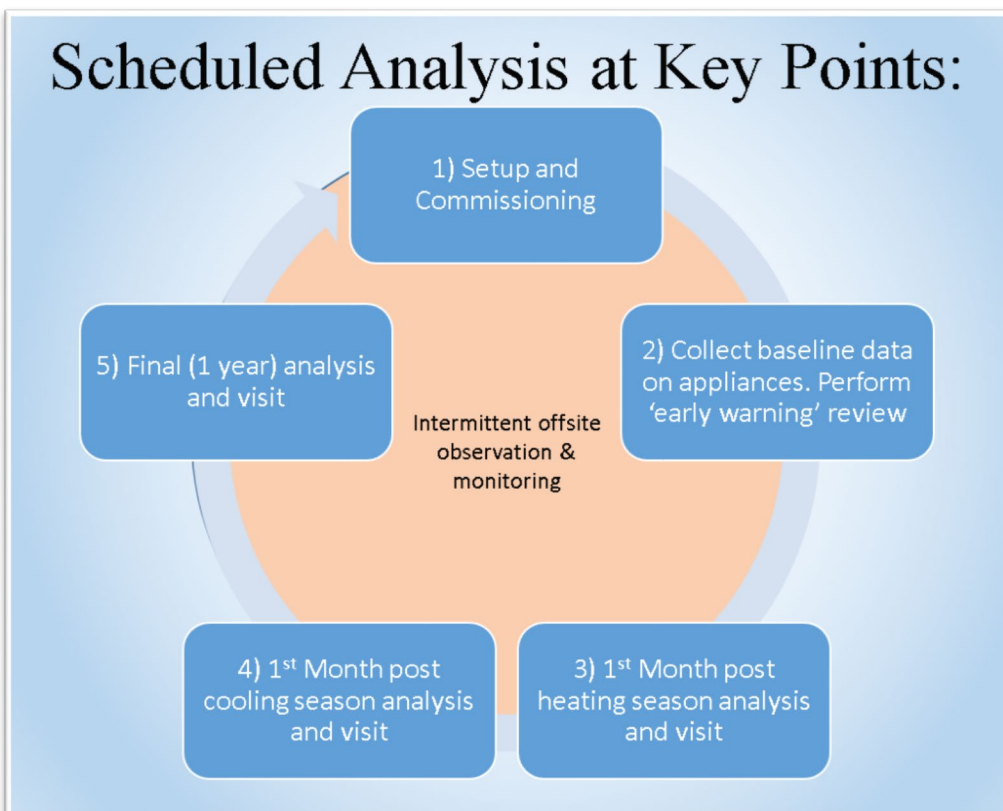 Scheduled Analysis at Key Points:
1) Setup and
Commissioning
2) Collect baseline data
on appliances. Perform
‘early warning’ review
3) 1st Month post
heating season analysis
and visit
4) 1st Month post
cooling season analysis
and visit
5) Final (1 year) analysis
and visit
Intermittent offsite
observation &
monitoring